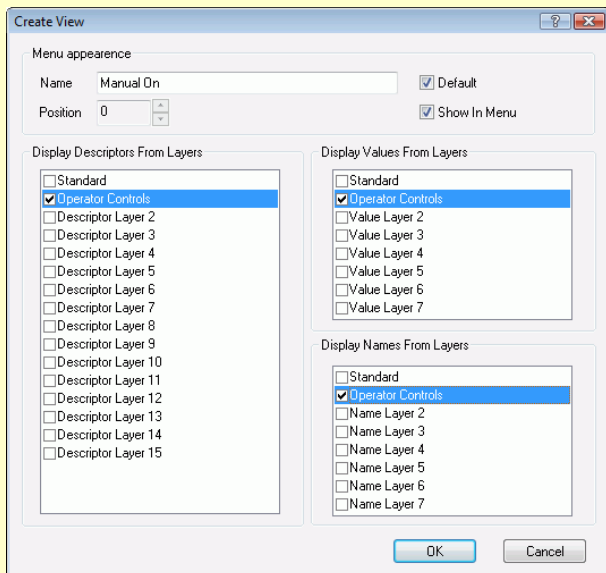 Create View
Menu appearence
Name Manual On Default
Position 0 Show In Menu
Display Descriptors From Layers
Standard
Operator Controls
Descriptor Layer 2
Descriptor Layer 3
Descriptor Layer 4
Descriptor Layer 5
Descriptor Layer 6
Descriptor Layer 7
Descriptor Layer 8
Descriptor Layer 9
Descriptor Layer 10
Descriptor Layer 11
Descriptor Layer 12
Descriptor Layer 13
Descriptor Layer 14
Descriptor Layer 15
Display Values From Layers
Standard
Operator Controls
Value Layer 2
Value Layer 3
Value Layer 4
Value Layer 5
Value Layer 6
Value Layer 7
Display Names From Layers
Standard
Operator Controls
Name Layer 2
Name Layer 3
Name Layer 4
Name Layer 5
Name Layer 6
Name Layer 7
OK Cancel